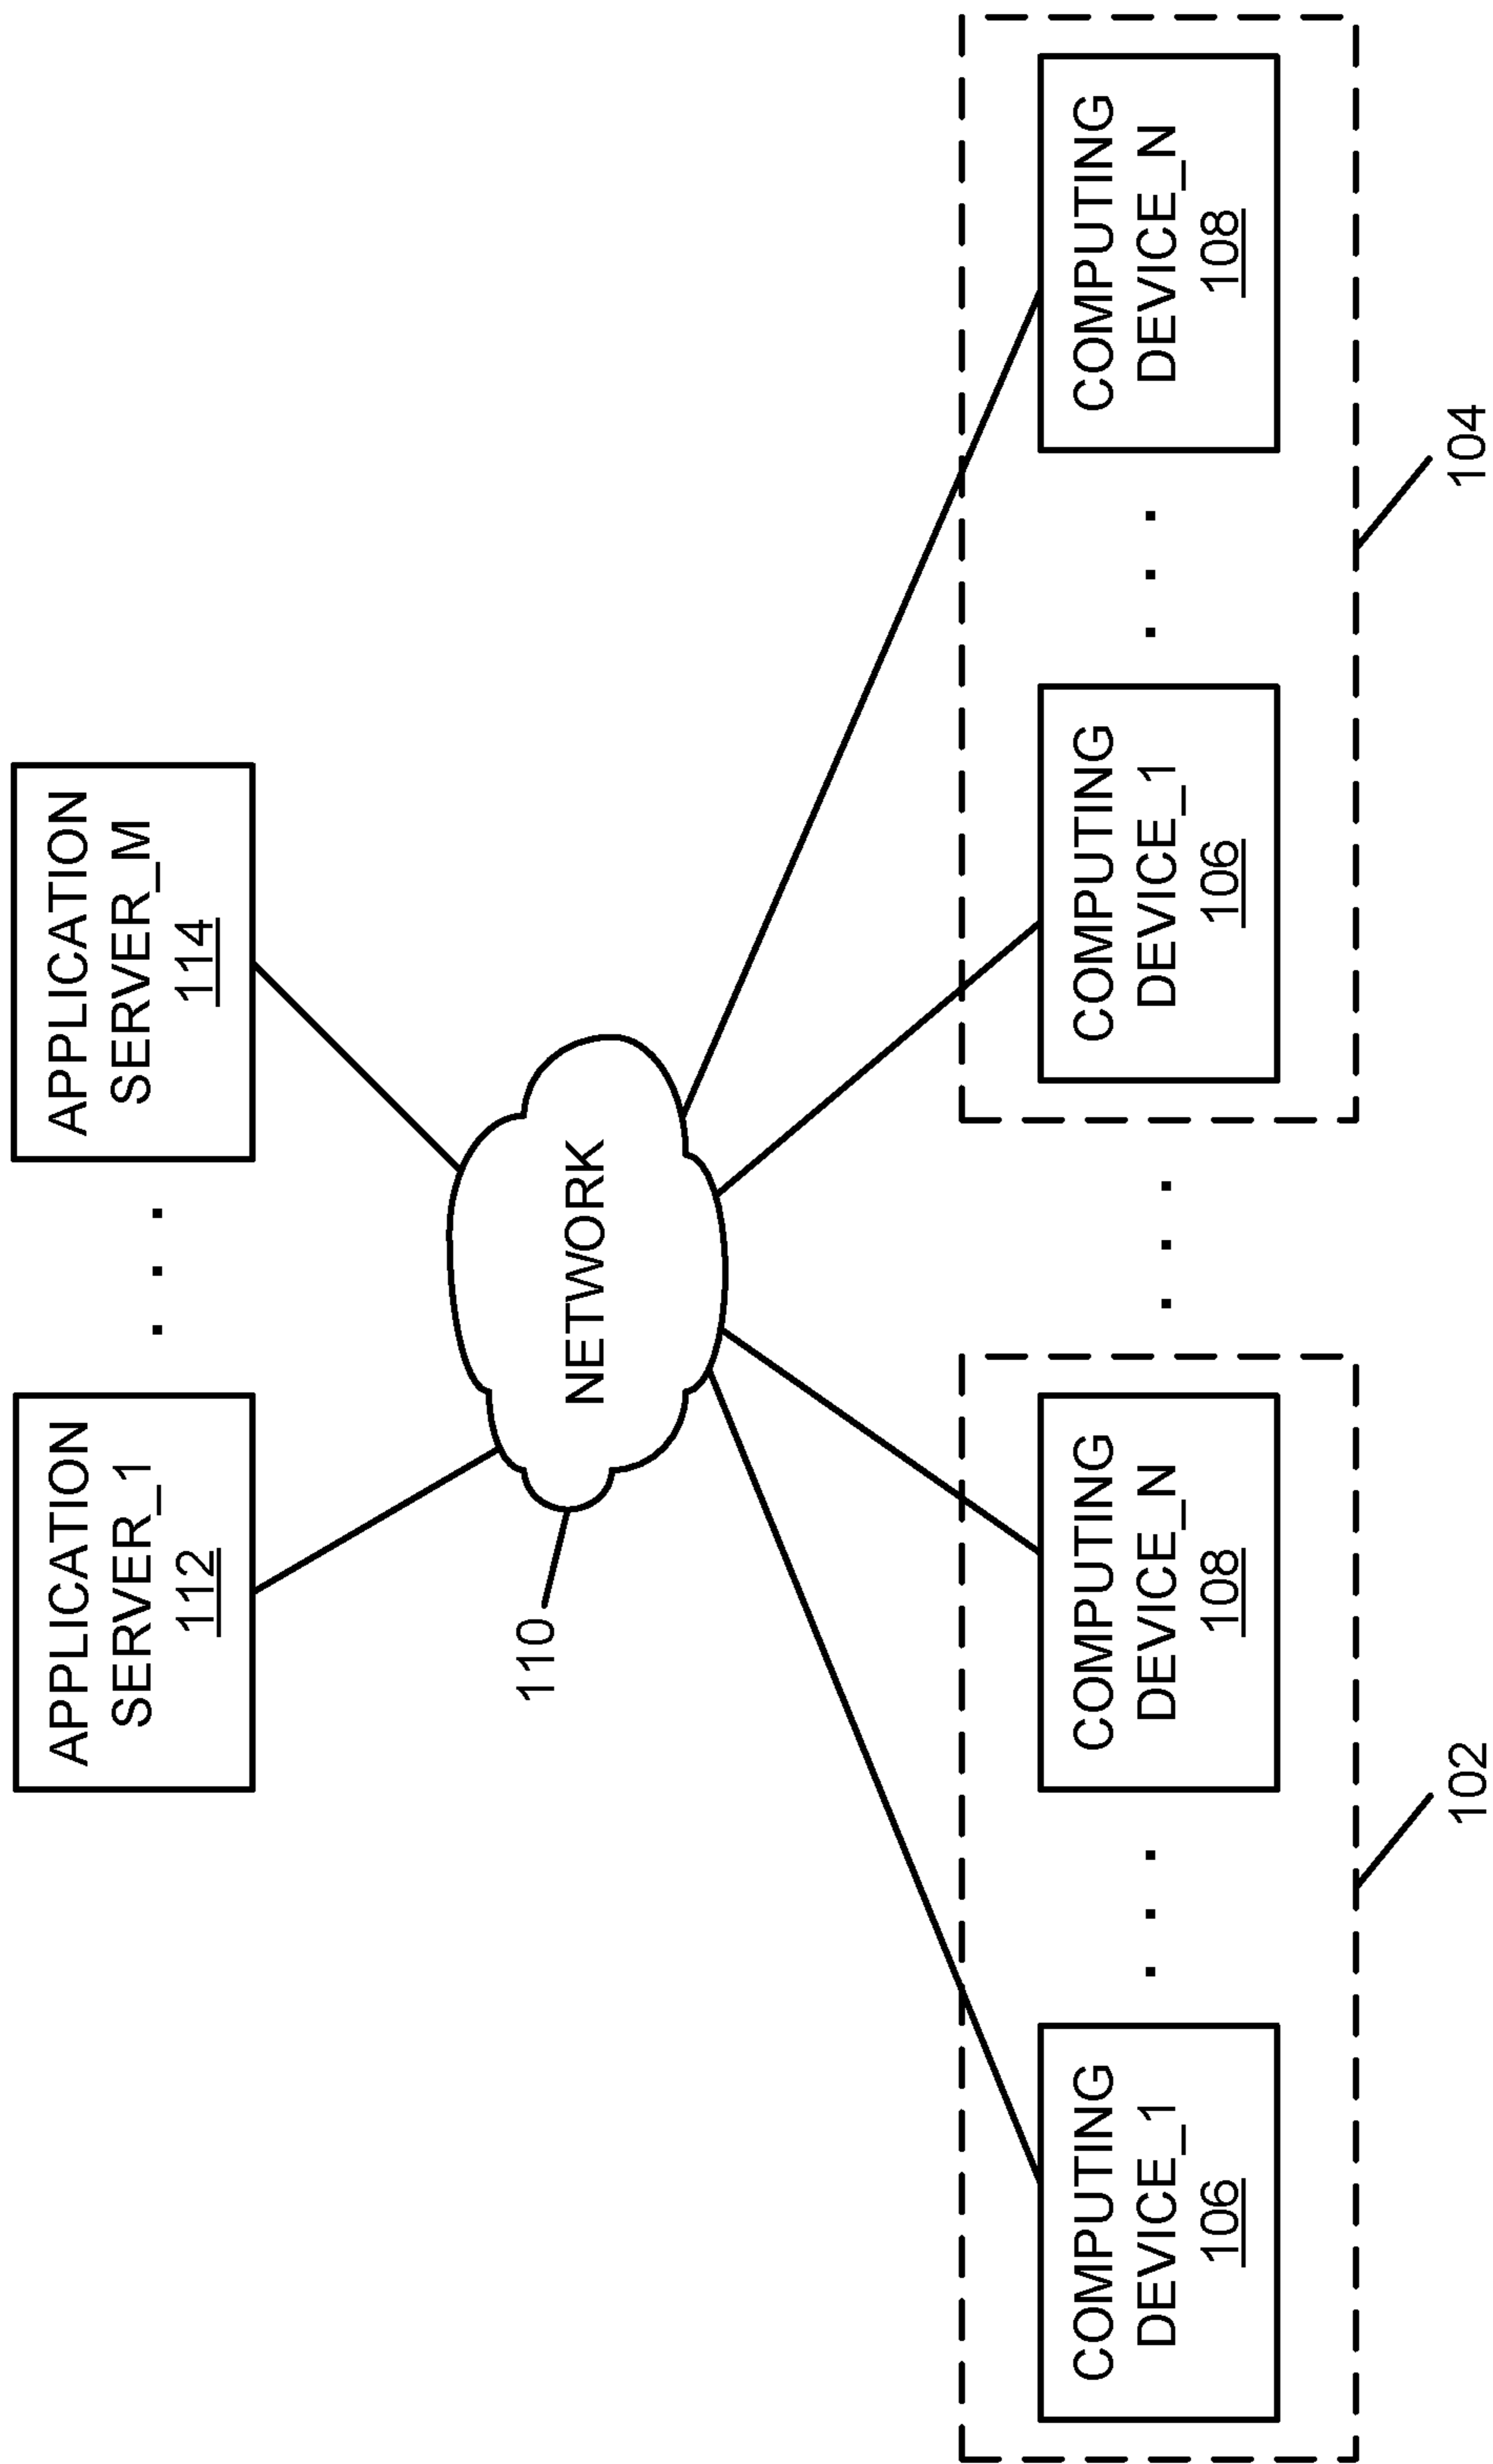 APPLICATION
SERVER_1
112
APPLICATION
SERVER_M
114
110
NETWORK
COMPUTING
DEVICE_1
106
COMPUTING
DEVICE_N
108
COMPUTING
DEVICE_1
106
COMPUTING
DEVICE_N
108
102
104